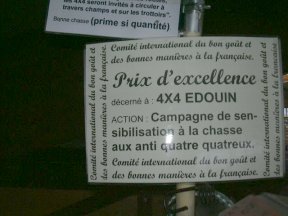 les 4X4 seront invités à circuler à
travers champs et sur les trottoirs".
Bonne chasse (prime si quantité)
Comité international du bon goût et
des bonnes manières à la française.
Prix d'excellence
décerné à : 4X4 EDOUIN
ACTION : Campagne de sen-
sibilisation à la chasse
aux anti quatre quatreux.
Comité international du bon goût et
des bonnes manières à la française.
Comité international du bon goût
et des bonnes manières à la française.
Comité international du bon goût
et des bonnes manières à la française.